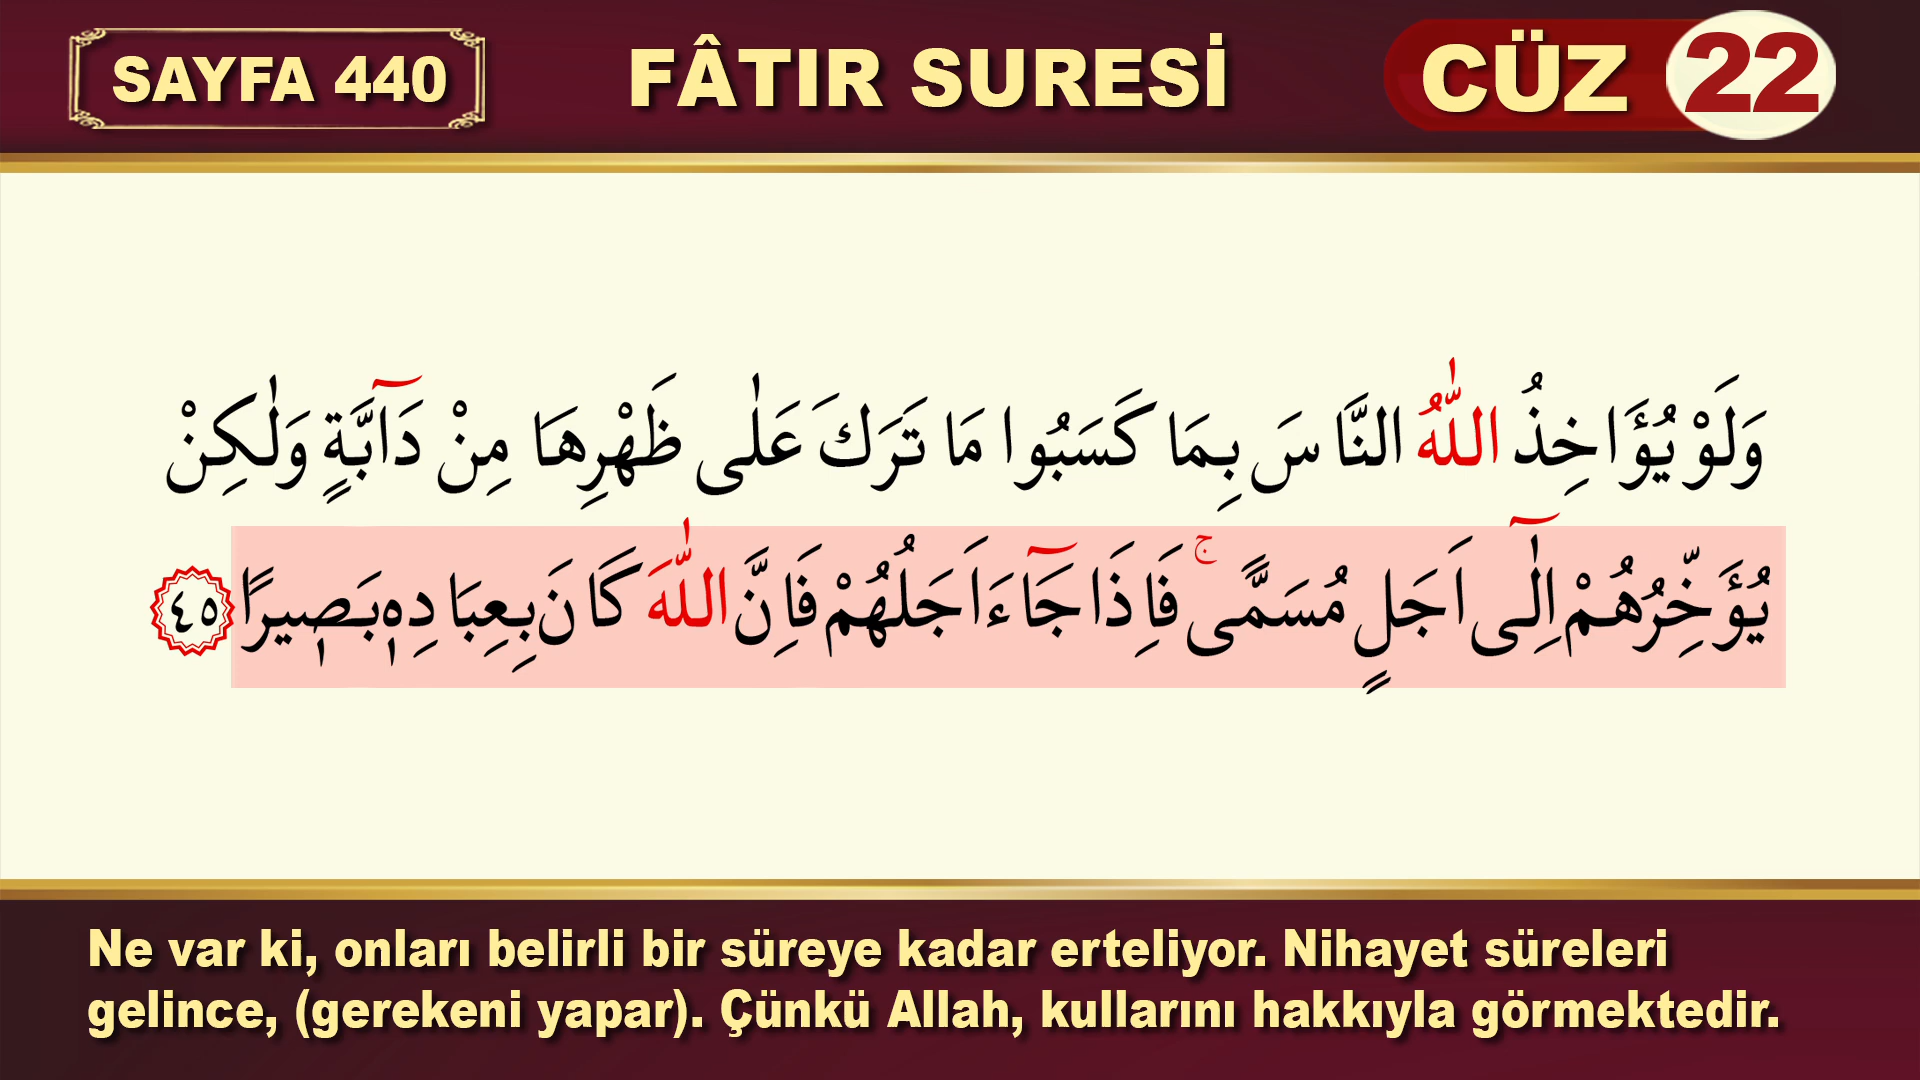 SAYFA 440
FÂTIR SURESİ
CÜZ 22
وَلَوْ يُؤَاخِذُ اللّٰهُ النَّاسَ بِمَا كَسَبُوا مَا تَرَكَ عَلٰى ظَهْرِهَا مِنْ دَٓابَّةٍ وَلٰكِنْ
يُؤَخِّرُهُمْ اِلٰٓى اَجَلٍ مُسَمًّىۚ فَاِذَا جَٓاءَ اَجَلُهُمْ فَاِنَّ اللّٰهَ كَانَ بِعِبَادِه۪ بَص۪يرًا ٤٥
Ne var ki, onları belirli bir süreye kadar erteliyor. Nihayet süreleri
gelince, (gerekeni yapar). Çünkü Allah, kullarını hakkıyla görmektedir.